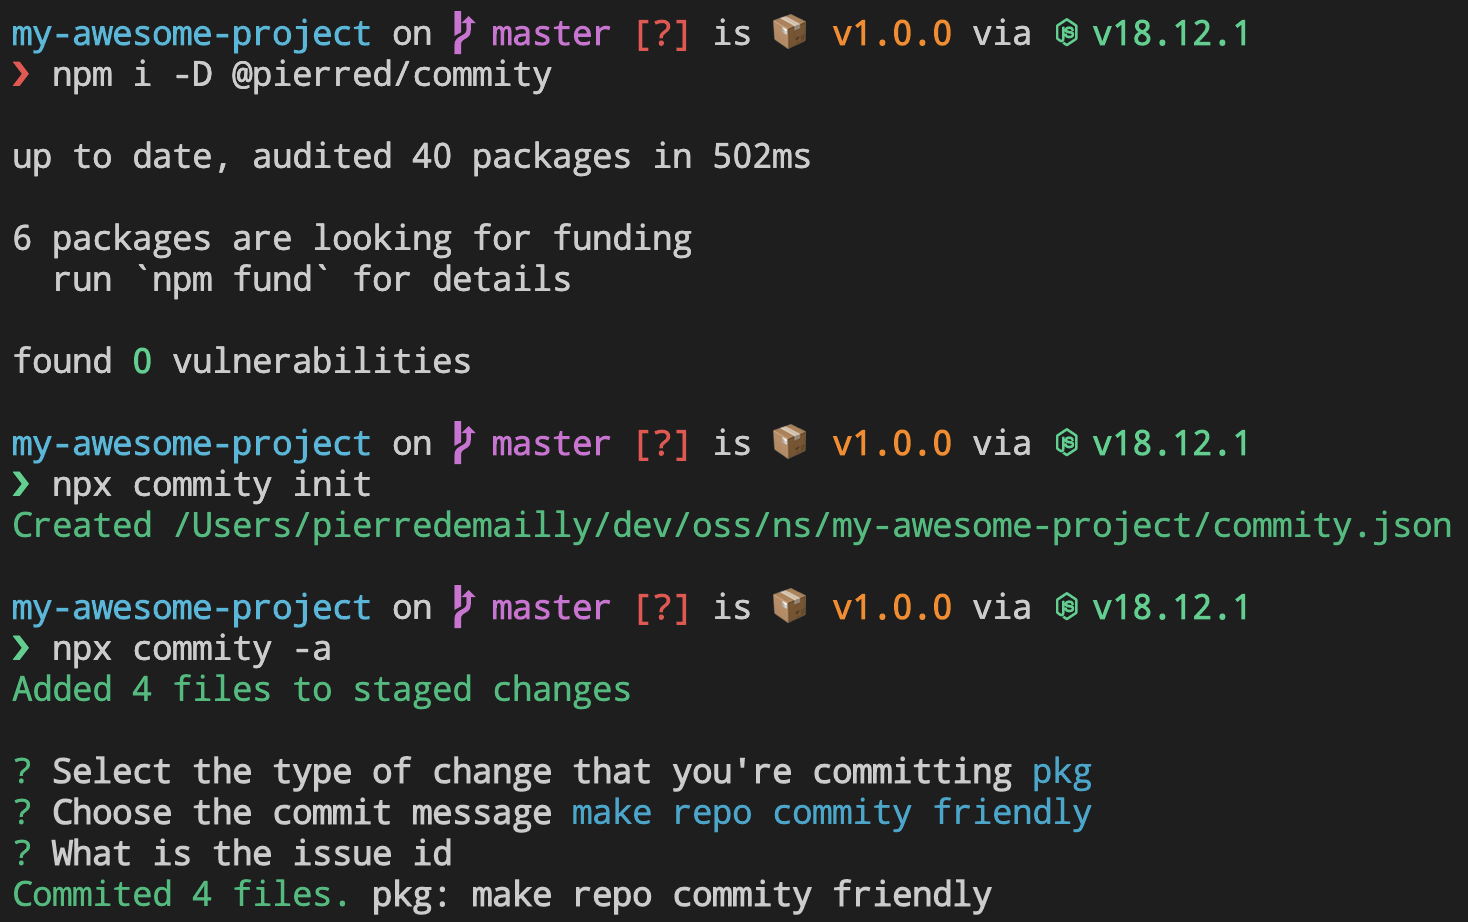 my-awesome-project on master [?] is 📦 v1.0.0 via v18.12.1
❯ npm i -D @pierred/commity
up to date, audited 40 packages in 502ms
6 packages are looking for funding
run `npm fund` for details
found 0 vulnerabilities
my-awesome-project on master [?] is 📦 v1.0.0 via v18.12.1
❯ npx commity init
Created /Users/pierredemailly/dev/oss/ns/my-awesome-project/commity.json
my-awesome-project on master [?] is 📦 v1.0.0 via v18.12.1
❯ npx commity -a
Added 4 files to staged changes
? Select the type of change that you're committing pkg
? Choose the commit message make repo commity friendly
? What is the issue id
Commited 4 files. pkg: make repo commity friendly